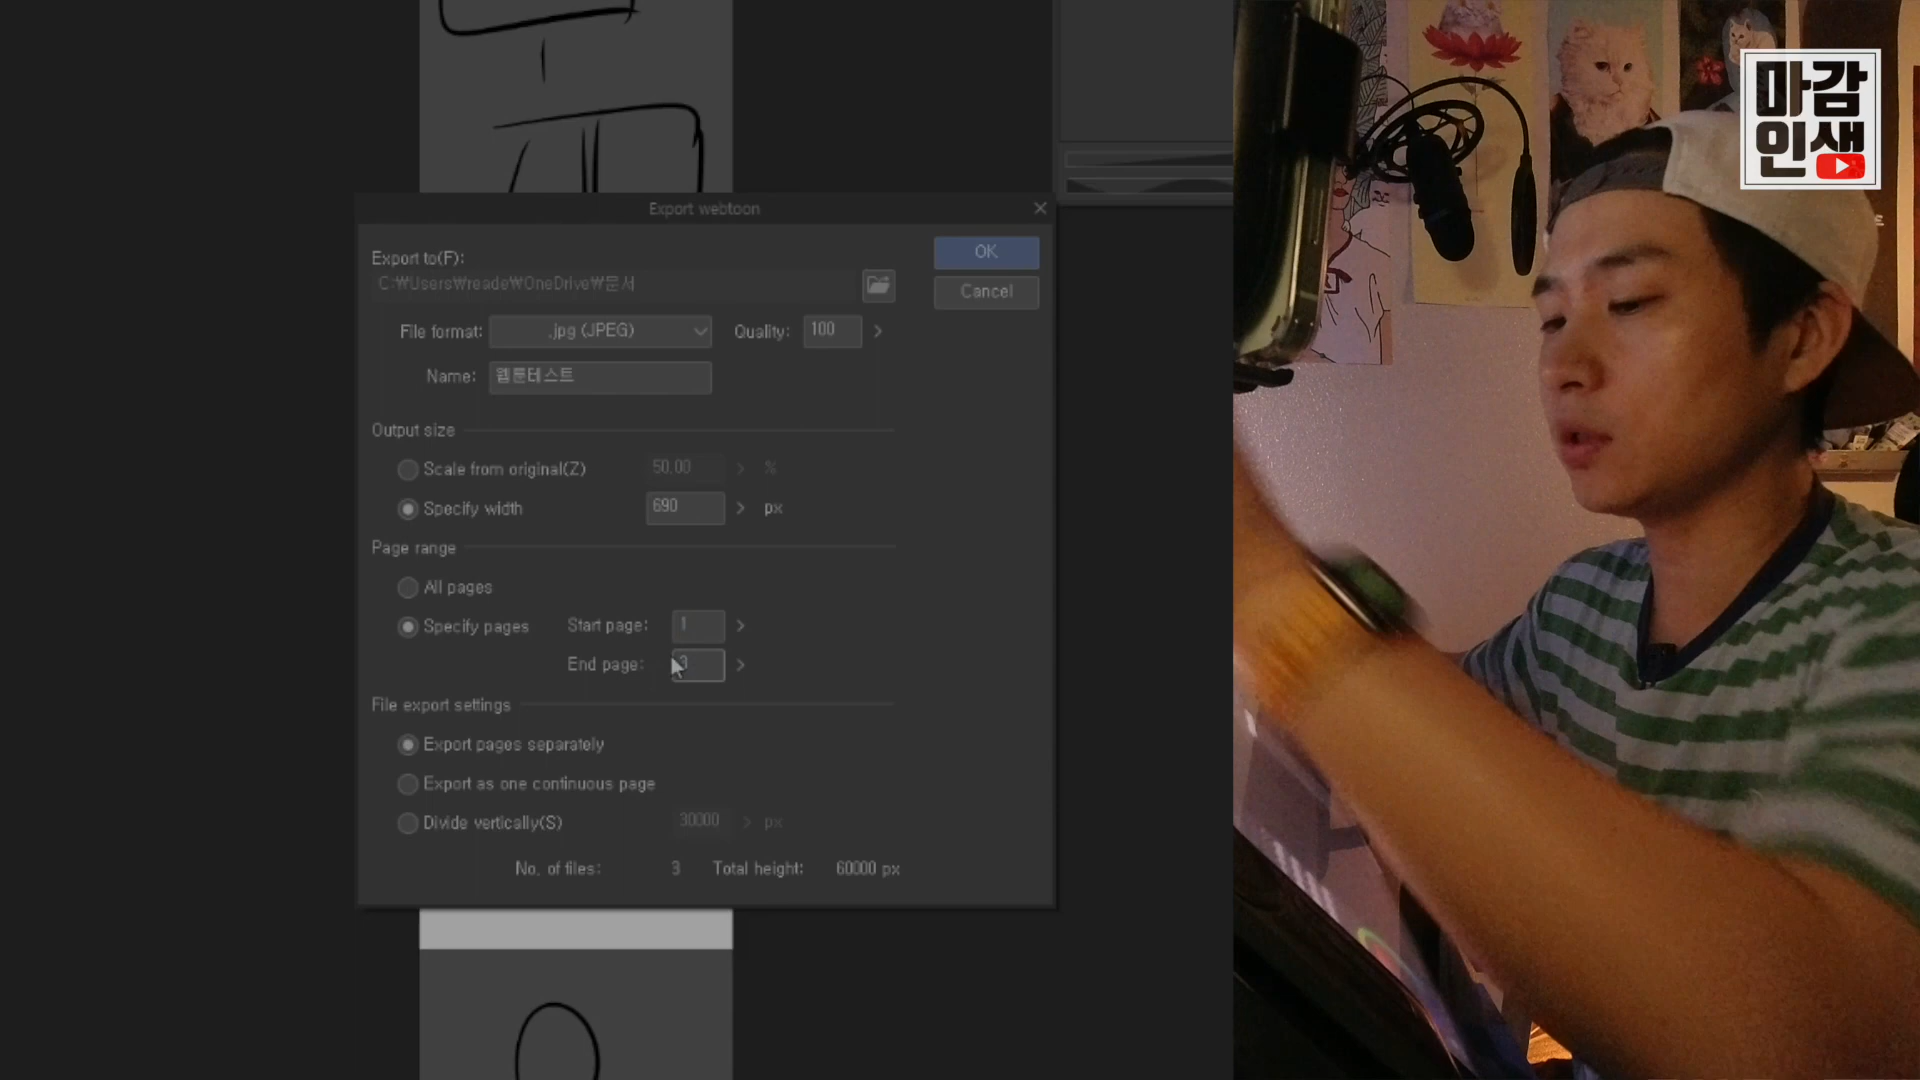 Export webtoon
Export to(F):
C:₩Users₩reade₩OneDrive₩문서
File format: .jpg (JPEG) Quality: 100
Name: 웹툰테스트
Output size
Scale from original(Z) 50.00 %
Specify width 690 px
Page range
All pages
Specify pages Start page: 1
End page: 3
File export settings
Export pages separately
Export as one continuous page
Divide vertically(S) 30000 px
No. of files: 3 Total height: 60000 px
OK
Cancel
마감
인생